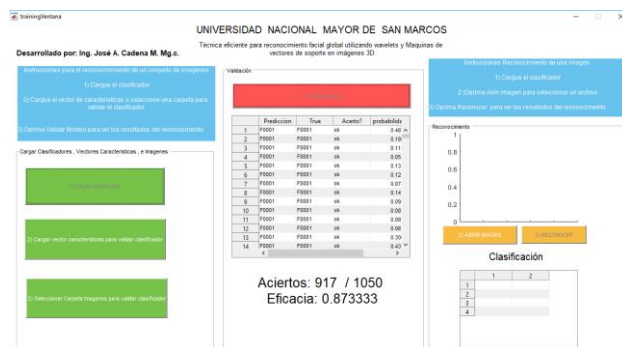 trainingVentana
UNIVERSIDAD NACIONAL MAYOR DE SAN MARCOS
Técnica eficiente para reconocimiento facial global utilizando wavelets y Maquinas de
vectores de soporte en imágenes 3D
Desarrollado por: Ing. José A. Cadena M. Mg.c.
Instrucciones para el reconocimiento de un conjunto de imagenes
1) Cargue el clasificador
2) Cargue el vector de características o seleccione una carpeta para
validar el clasificador
3) Oprima Validar Modelo para ver los resultados del reconocimiento
Cargar Clasificadores , Vectores Caracteristicas , e Imagenes
1) Cargar Clasificador
2) Cargar vector características para validar clasificador
2) Seleccionar Carpeta Imagenes para validar clasificador
Validación
Prediccion True Acerto? probabilida
1 F0001 F0001 ok 0.46
2 F0001 F0001 ok 0.19
3 F0001 F0001 ok 0.11
4 F0001 F0001 ok 0.05
5 F0001 F0001 ok 0.13
6 F0001 F0001 ok 0.12
7 F0001 F0001 ok 0.07
8 F0001 F0001 ok 0.14
9 F0001 F0001 ok 0.09
10 F0001 F0001 ok 0.08
11 F0001 F0001 ok 0.08
12 F0001 F0001 ok 0.06
13 F0001 F0001 ok 0.30
14 F0001 F0001 ok 0.43
Aciertos: 917 / 1050
Eficacia: 0.873333
Instrucciones Reconocimiento de una imagen
1) Cargue el clasificador
2) Oprima Abrir imagen para seleccionar un archivo
3) Oprima Reconocer para ver los resultados del reconocimiento
Reconocimiento
1
0.8
0.6
0.4
0.2
0
2) ABRIR IMAGEN
3) RECONOCER
Clasificación
1 2
1
2
3
4